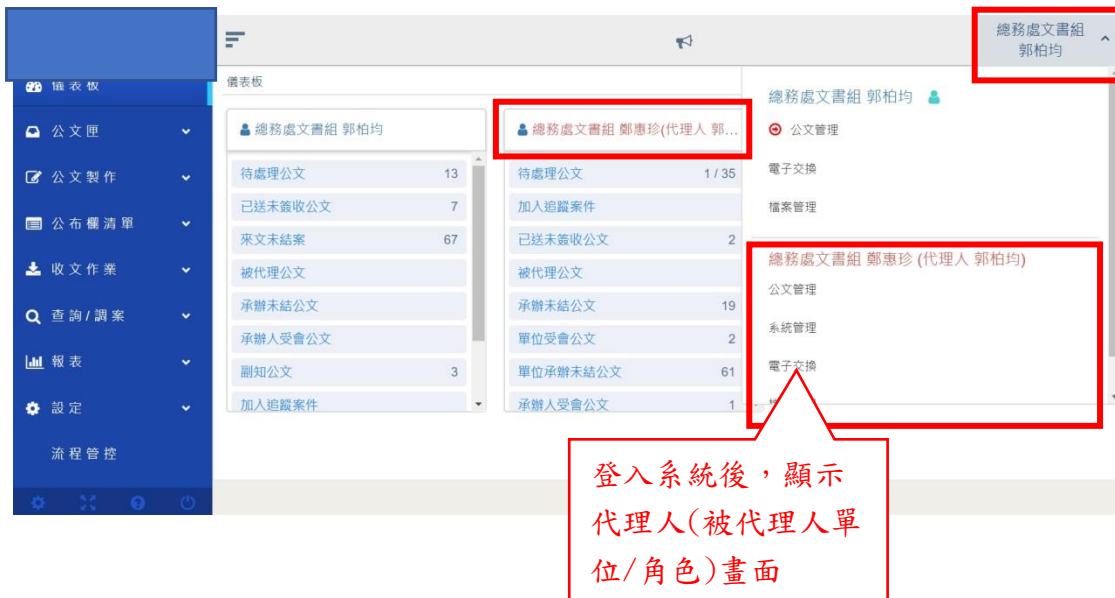 總務處文書組
郭柏均
儀表板
公文匣
公文製作
公布欄清單
收文作業
查詢/調案
報表
設定
流程管控
儀表板
總務處文書組 郭柏均
待處理公文 13
已送未簽收公文 7
來文未結案 67
被代理公文
承辦未結公文
承辦人受會公文
副知公文 3
加入追蹤案件
總務處文書組 鄭惠珍(代理人 郭...
待處理公文 1 / 35
加入追蹤案件
已送未簽收公文 2
被代理公文
承辦未結公文 19
單位受會公文 2
單位承辦未結公文 61
承辦人受會公文 1
總務處文書組 郭柏均
公文管理
電子交換
檔案管理
總務處文書組 鄭惠珍 (代理人 郭柏均)
公文管理
系統管理
電子交換
登入系統後，顯示
代理人(被代理人單
位/角色)畫面